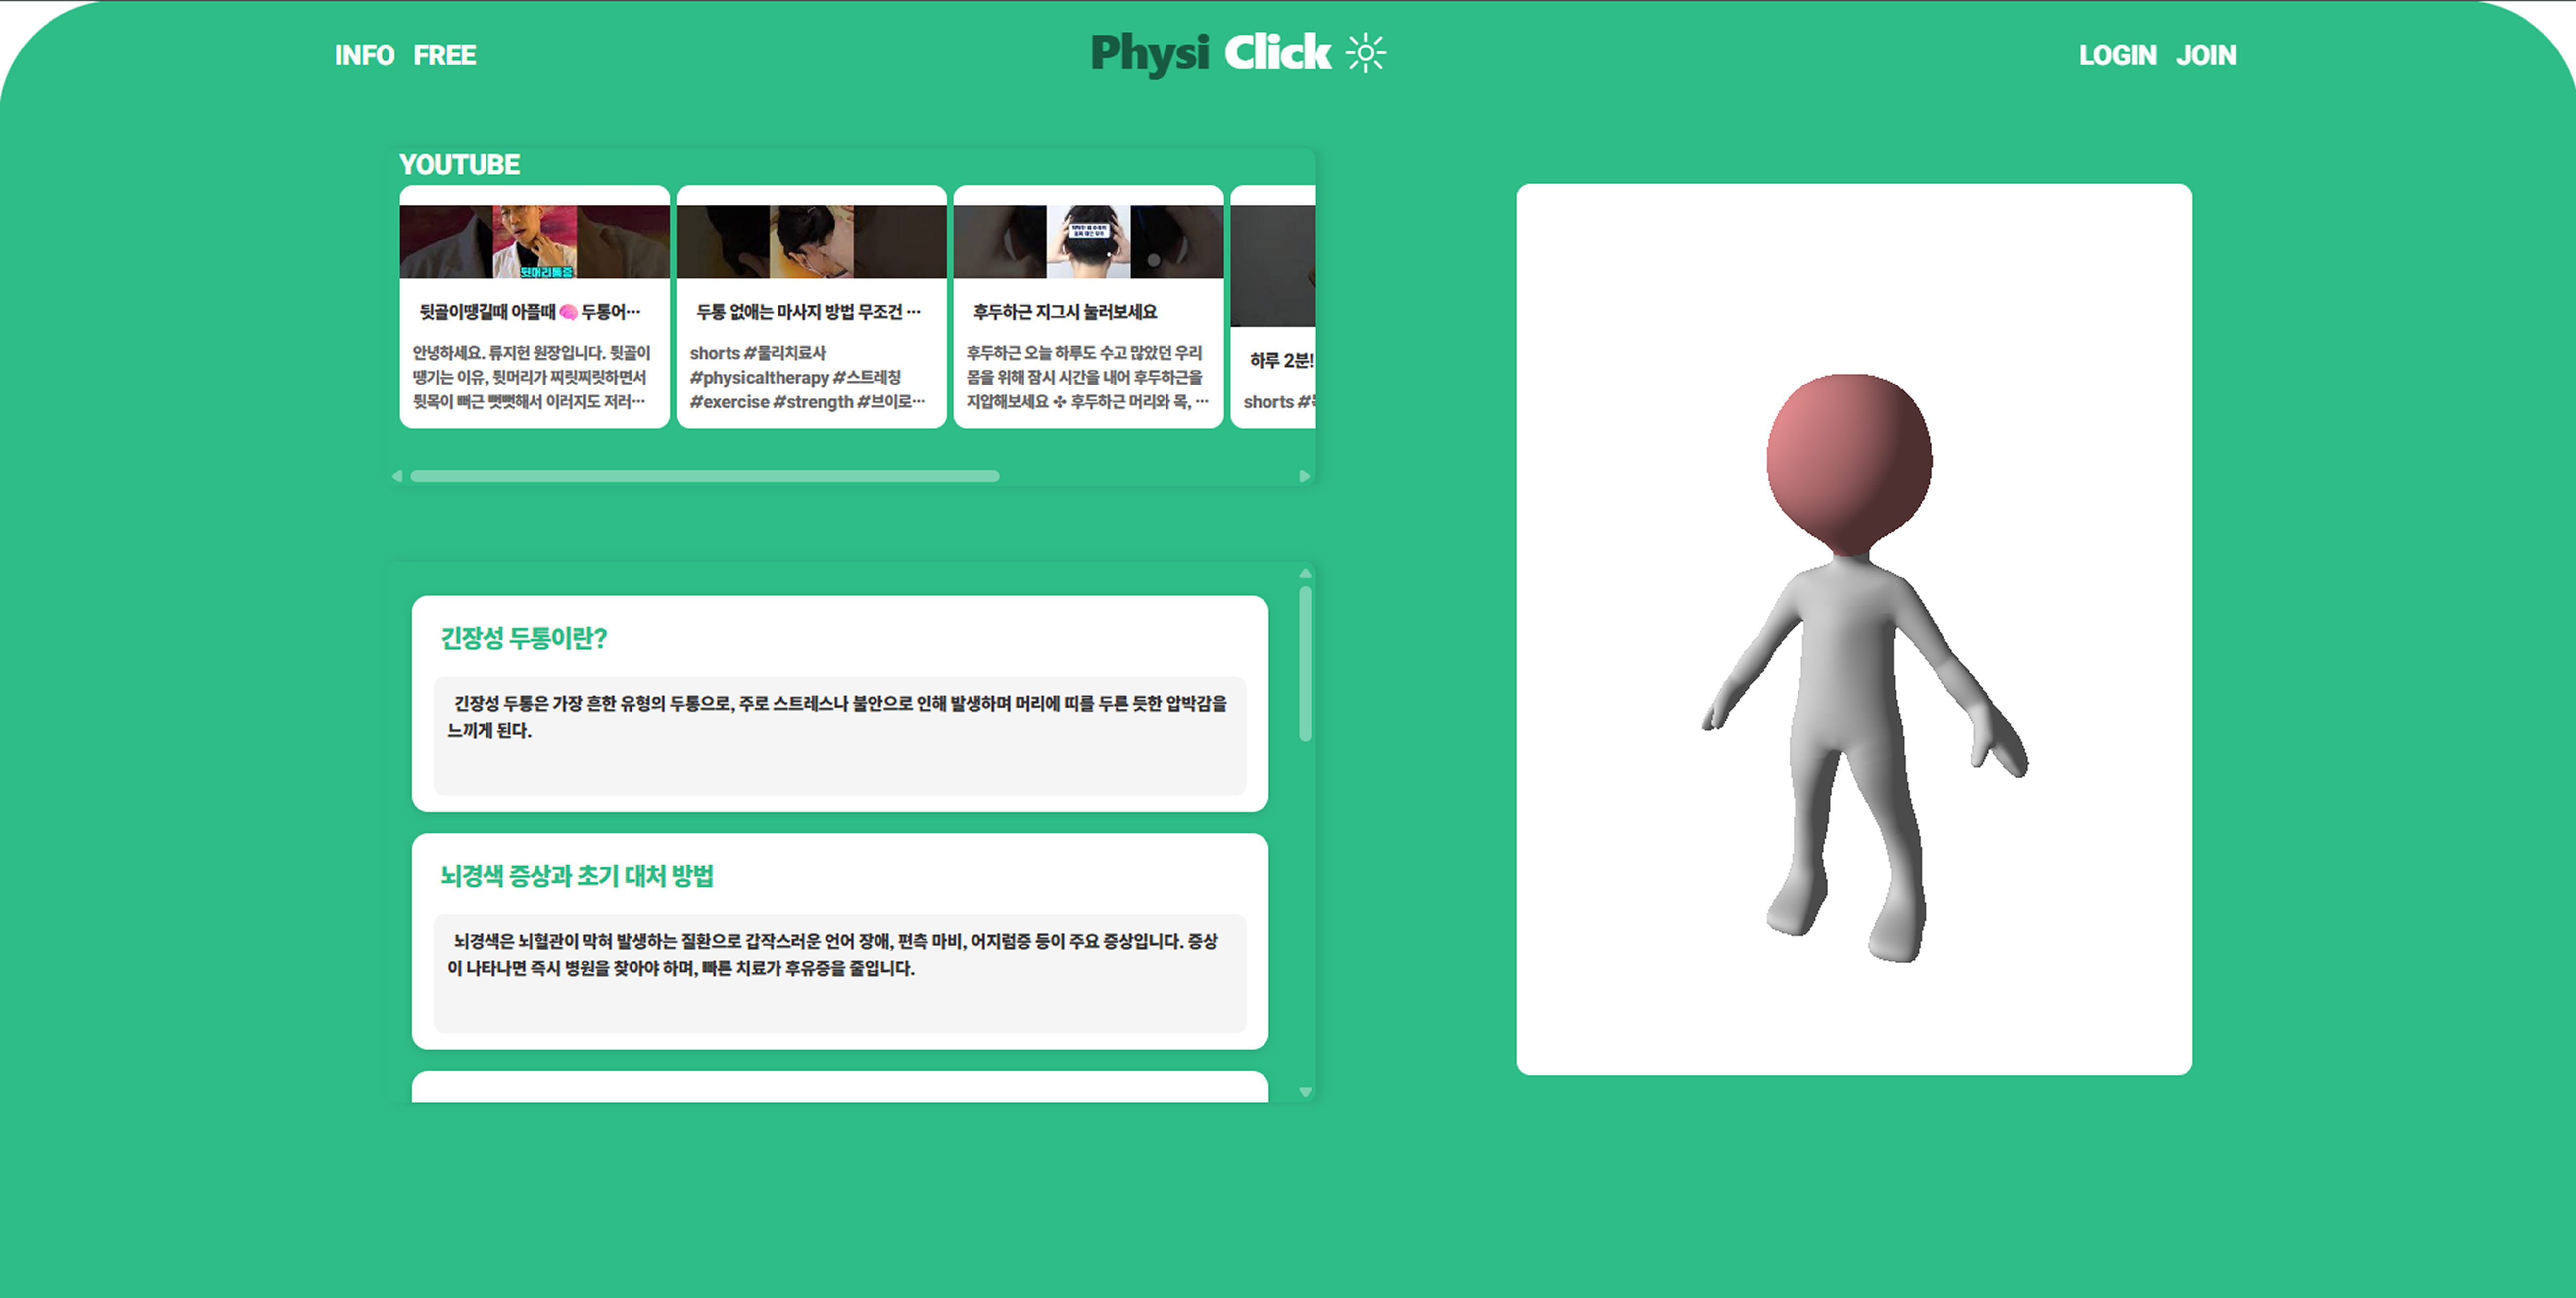 INFO FREE
Physi Click
LOGIN JOIN
YOUTUBE
뒷머리통증
뒷골이땡길때 아플때 🧠 두통어…
안녕하세요. 류지헌 원장입니다. 뒷골이
땡기는 이유, 뒷머리가 찌릿찌릿하면서
뒷목이 뻐근 뻣뻣해서 이러지도 저러…
두통 없애는 마사지 방법 무조건 …
shorts #물리치료사
#physicaltherapy #스트레칭
#exercise #strength #브이로…
후두하근 지그시 눌러보세요
후두하근 오늘 하루도 수고 많았던 우리
몸을 위해 잠시 시간을 내어 후두하근을
지압해보세요 ✣ 후두하근 머리와 목, …
하루 2분!
shorts #
긴장성 두통이란?
긴장성 두통은 가장 흔한 유형의 두통으로, 주로 스트레스나 불안으로 인해 발생하며 머리에 띠를 두른 듯한 압박감을
느끼게 된다.
뇌경색 증상과 초기 대처 방법
뇌경색은 뇌혈관이 막혀 발생하는 질환으로 갑작스러운 언어 장애, 편측 마비, 어지럼증 등이 주요 증상입니다. 증상
이 나타나면 즉시 병원을 찾아야 하며, 빠른 치료가 후유증을 줄입니다.